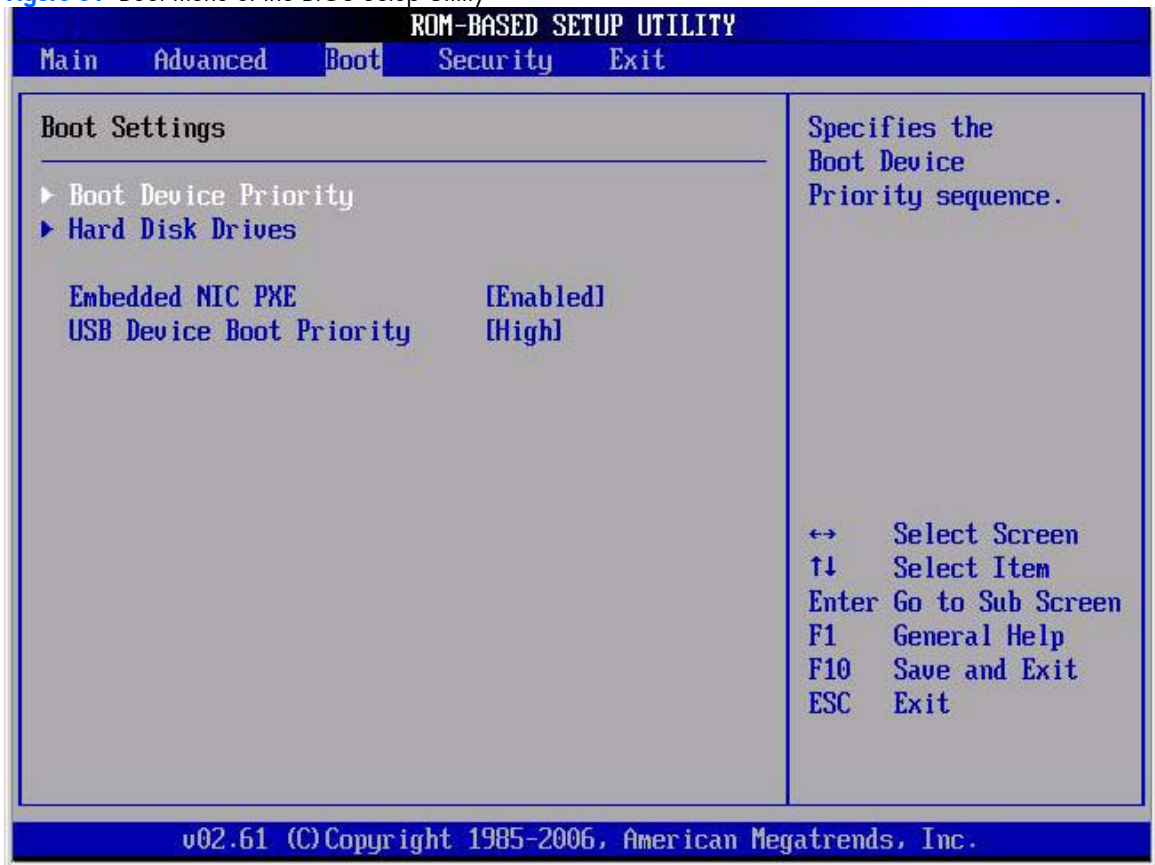 ROM-BASED SETUP UTILITY
Main Advanced Boot Security Exit
Boot Settings
Boot Device Priority
Hard Disk Drives
Embedded NIC PXE [Enabled]
USB Device Boot Priority [High]
Specifies the
Boot Device
Priority sequence.
↔ Select Screen
↑↓ Select Item
Enter Go to Sub Screen
F1 General Help
F10 Save and Exit
ESC Exit
v02.61 (C)Copyright 1985-2006, American Megatrends, Inc.